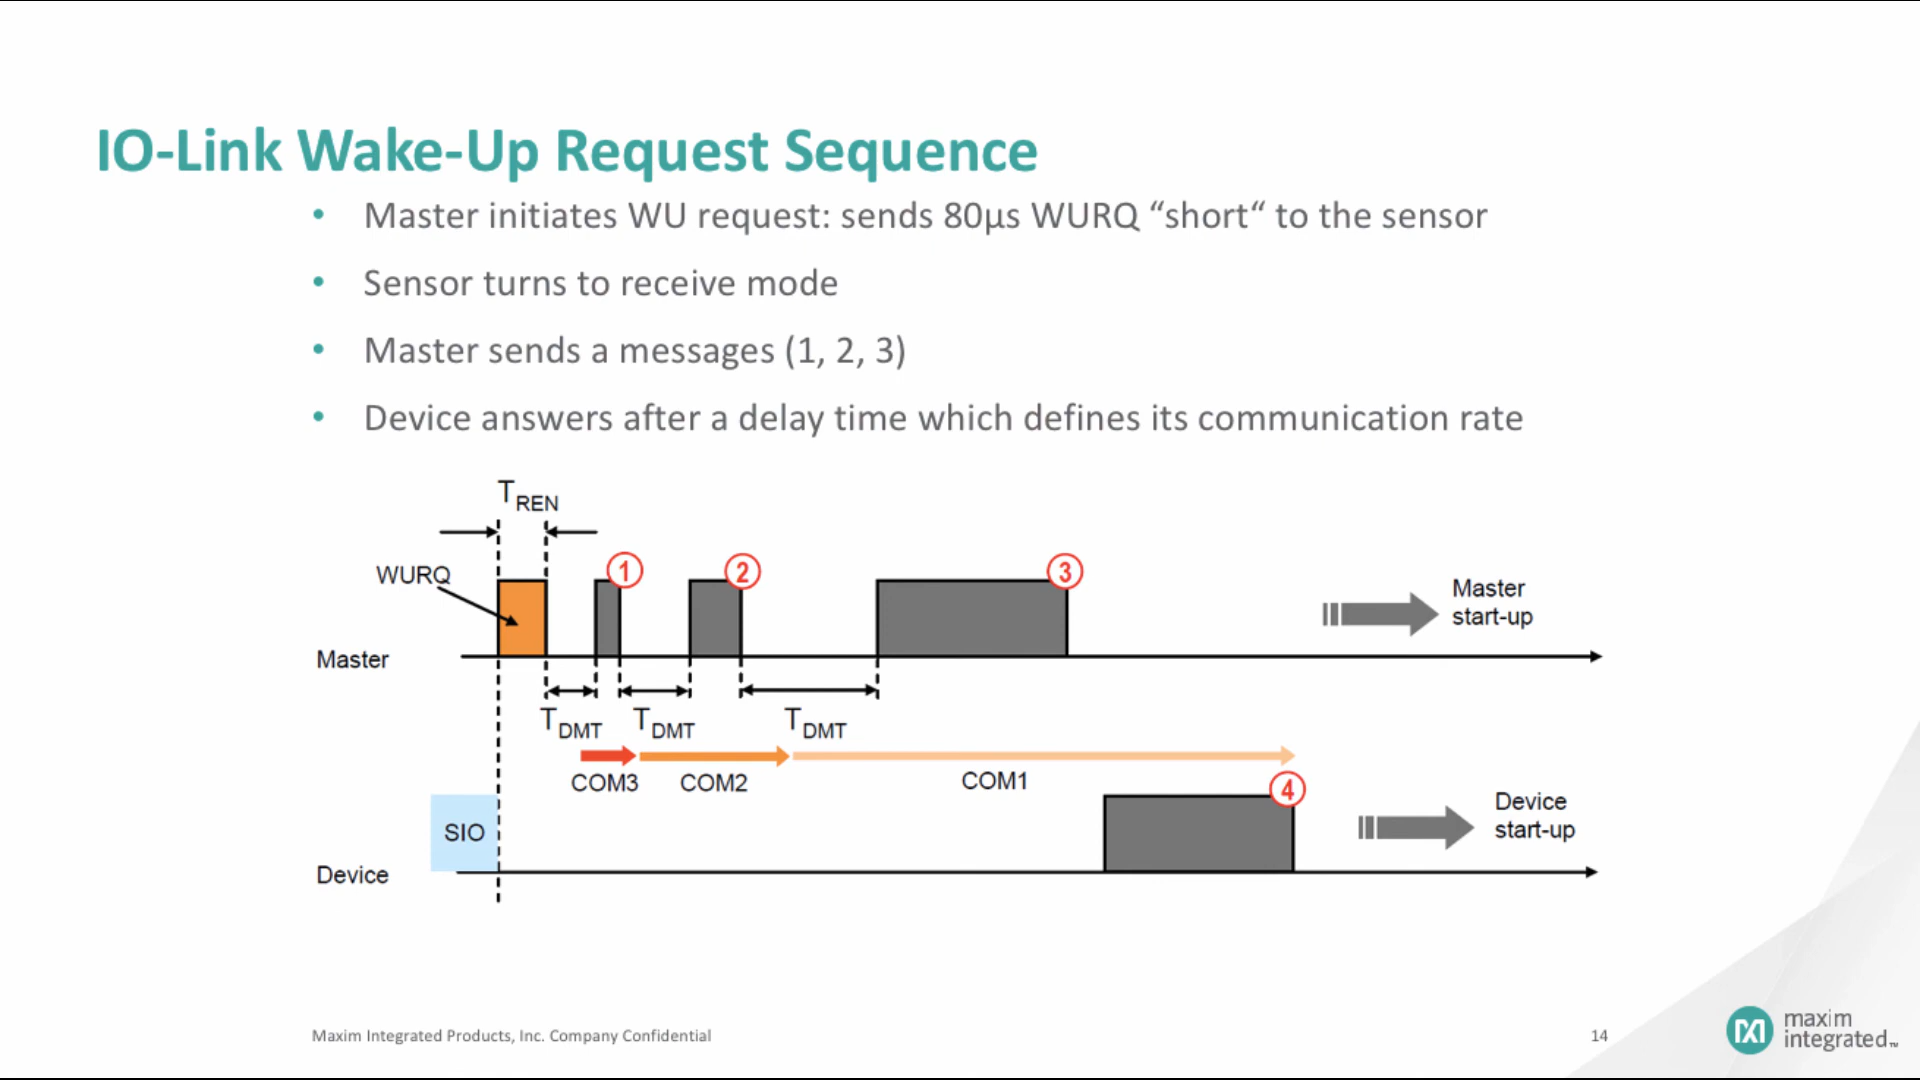 IO-Link Wake-Up Request Sequence
• Master initiates WU request: sends 80µs WURQ “short“ to the sensor
• Sensor turns to receive mode
• Master sends a messages (1, 2, 3)
• Device answers after a delay time which defines its communication rate
TREN
WURQ
1
2
3
Master
start-up
Master
TDMT
TDMT
TDMT
COM3
COM2
COM1
4
SIO
Device
start-up
Device
Maxim Integrated Products, Inc. Company Confidential
14
maxim
integrated™